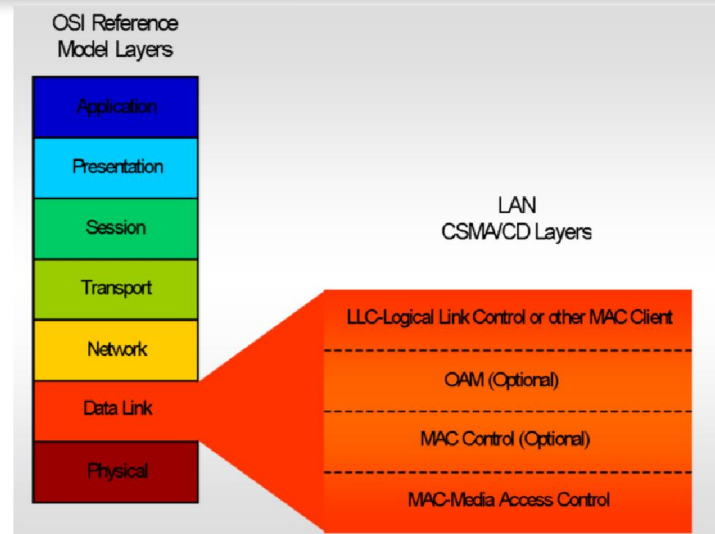 OSI Reference
Model Layers
Application
Presentation
Session
Transport
Network
Data Link
Physical
LAN
CSMA/CD Layers
LLC-Logical Link Control or other MAC Client
OAM (Optional)
MAC Control (Optional)
MAC-Media Access Control